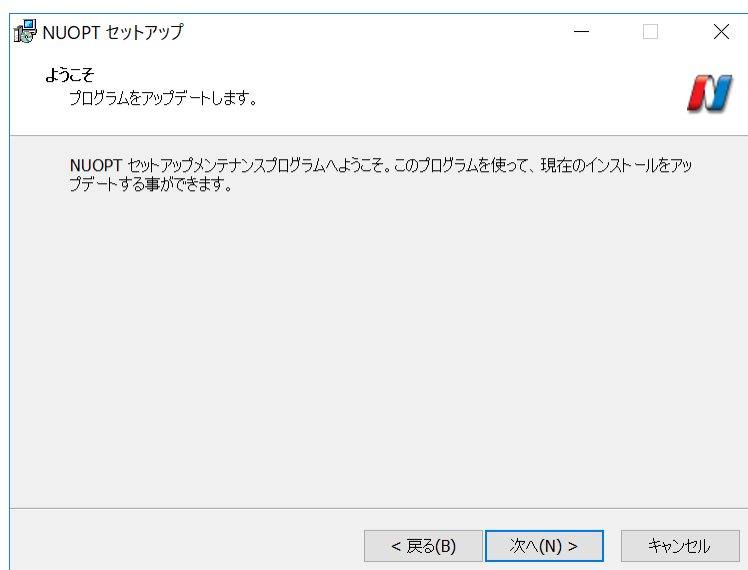 NUOPT セットアップ
ようこそ
プログラムをアップデートします。
NUOPT セットアップメンテナンスプログラムへようこそ。このプログラムを使って、現在のインストールをアッ
プデートする事ができます。
< 戻る(B)
次へ(N) >
キャンセル